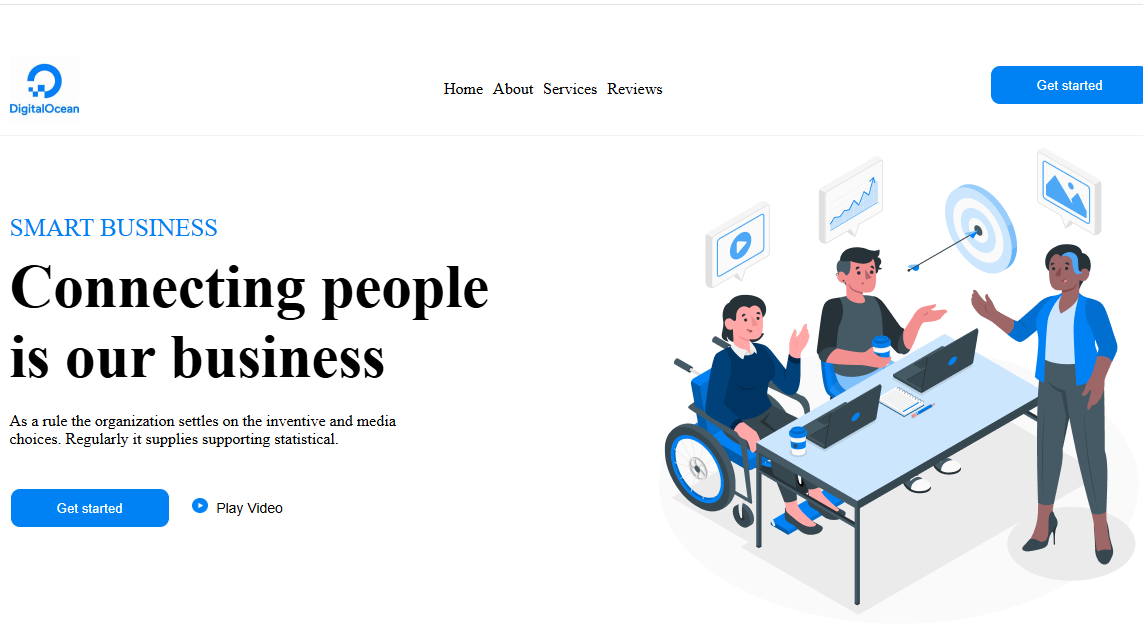 DigitalOcean
Home About Services Reviews
Get started
SMART BUSINESS
Connecting people
is our business
As a rule the organization settles on the inventive and media
choices. Regularly it supplies supporting statistical.
Get started
Play Video